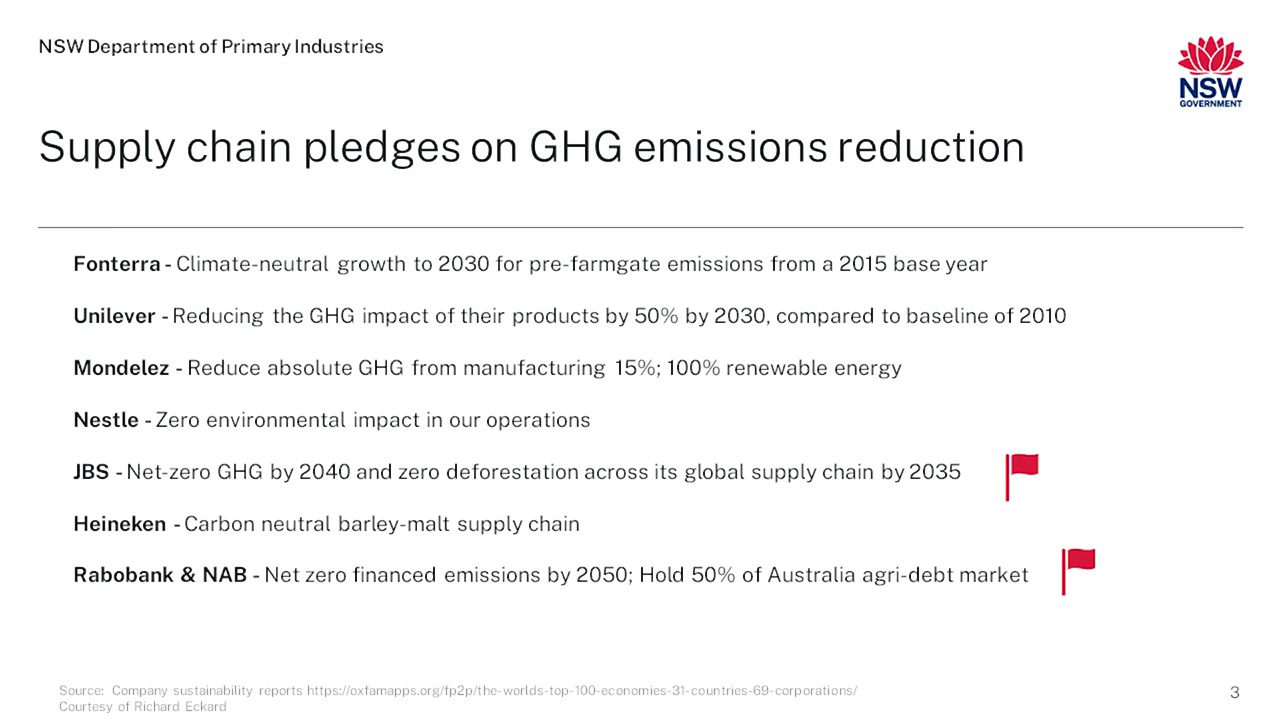 NSW Department of Primary Industries
NSW
GOVERNMENT
Supply chain pledges on GHG emissions reduction
Fonterra - Climate-neutral growth to 2030 for pre-farmgate emissions from a 2015 base year
Unilever - Reducing the GHG impact of their products by 50% by 2030, compared to baseline of 2010
Mondelez - Reduce absolute GHG from manufacturing 15%; 100% renewable energy
Nestle - Zero environmental impact in our operations
JBS - Net-zero GHG by 2040 and zero deforestation across its global supply chain by 2035
Heineken - Carbon neutral barley-malt supply chain
Rabobank & NAB - Net zero financed emissions by 2050; Hold 50% of Australia agri-debt market
Source: Company sustainability reports https://oxfamapps.org/fp2p/the-worlds-top-100-economies-31-countries-69-corporations/
Courtesy of Richard Eckard
3